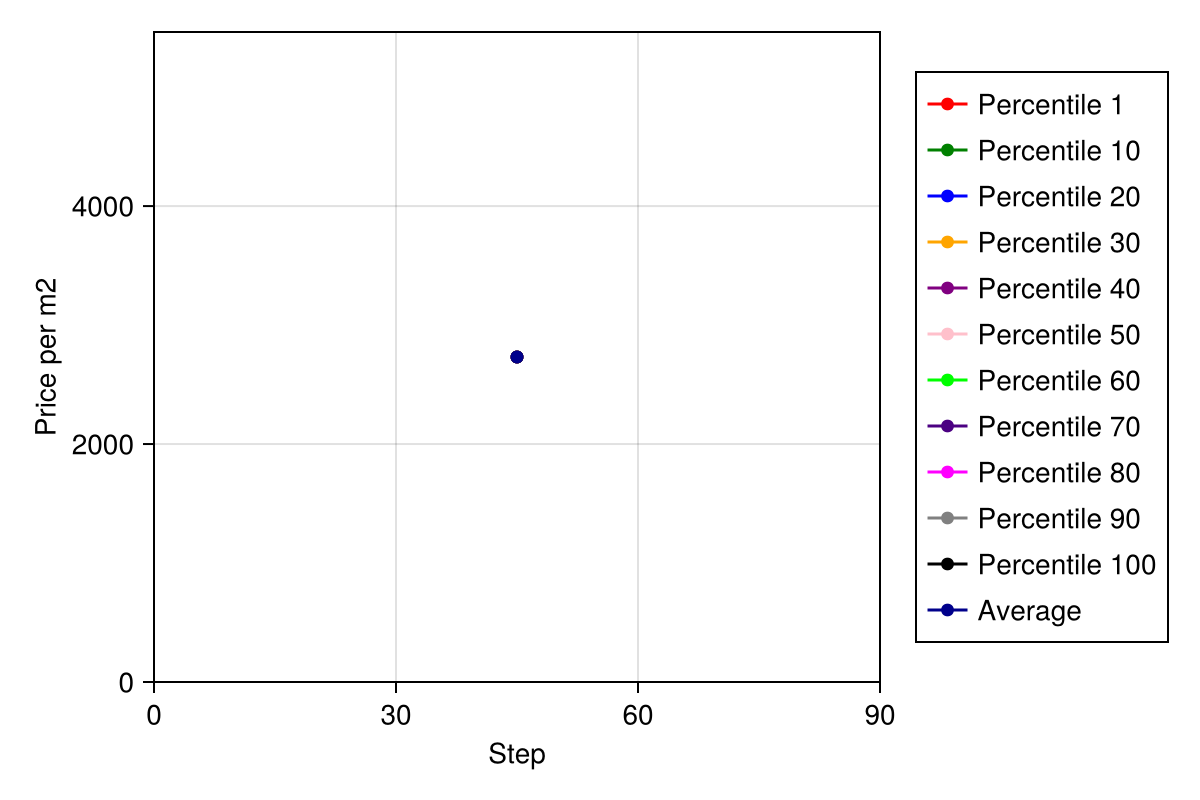 Price per m2
4000
2000
0
0 30 60 90
Step
Percentile 1
Percentile 10
Percentile 20
Percentile 30
Percentile 40
Percentile 50
Percentile 60
Percentile 70
Percentile 80
Percentile 90
Percentile 100
Average